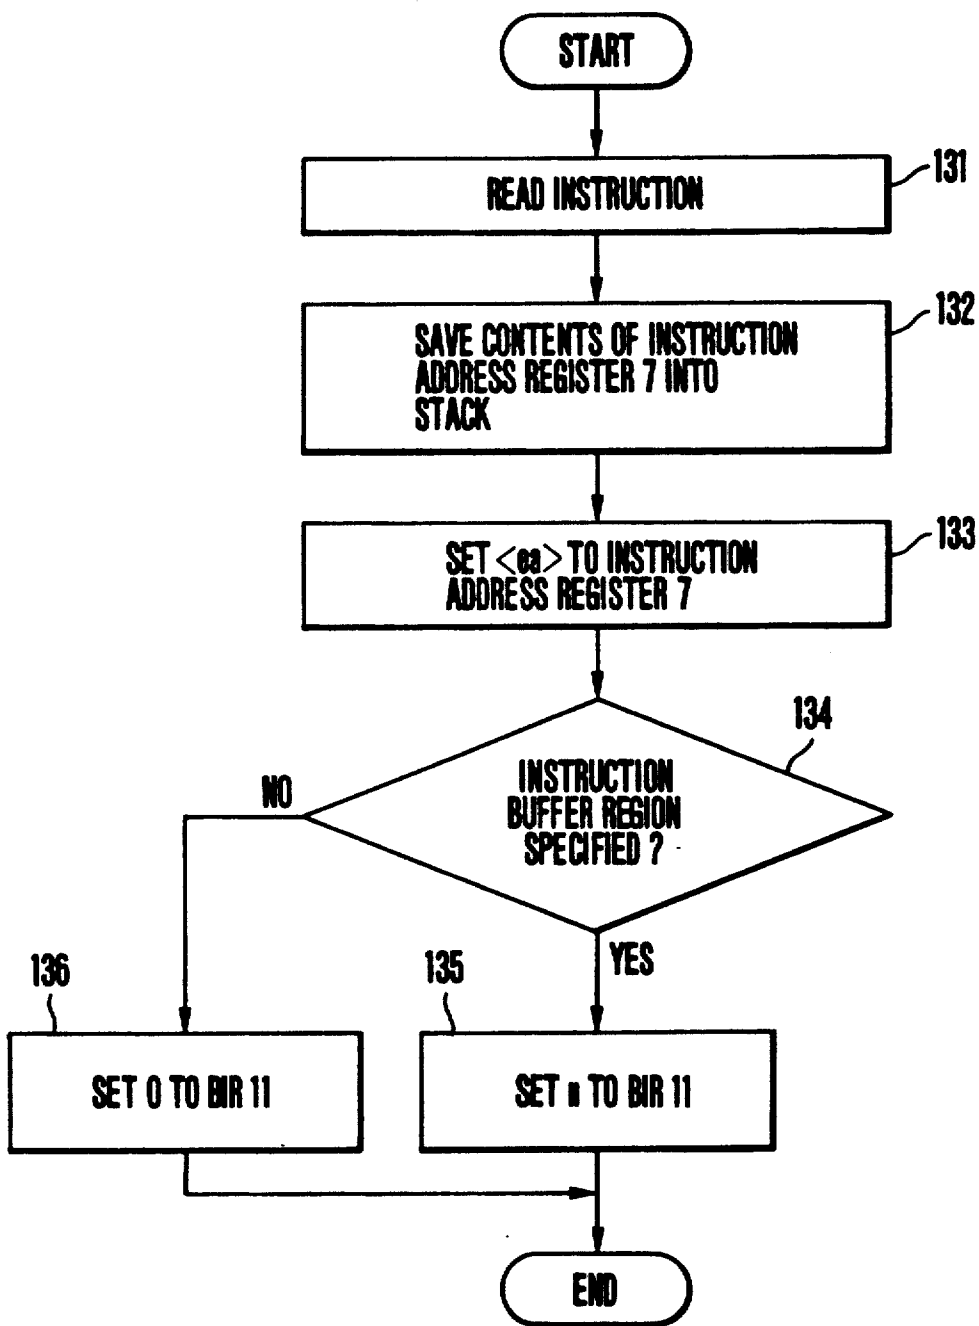 START
131
READ INSTRUCTION
132
SAVE CONTENTS OF INSTRUCTION
ADDRESS REGISTER 7 INTO
STACK
133
SET <ea> TO INSTRUCTION
ADDRESS REGISTER 7
134
INSTRUCTION
BUFFER REGION
SPECIFIED ?
NO
YES
136
135
SET 0 TO BIR 11
SET n TO BIR 11
END